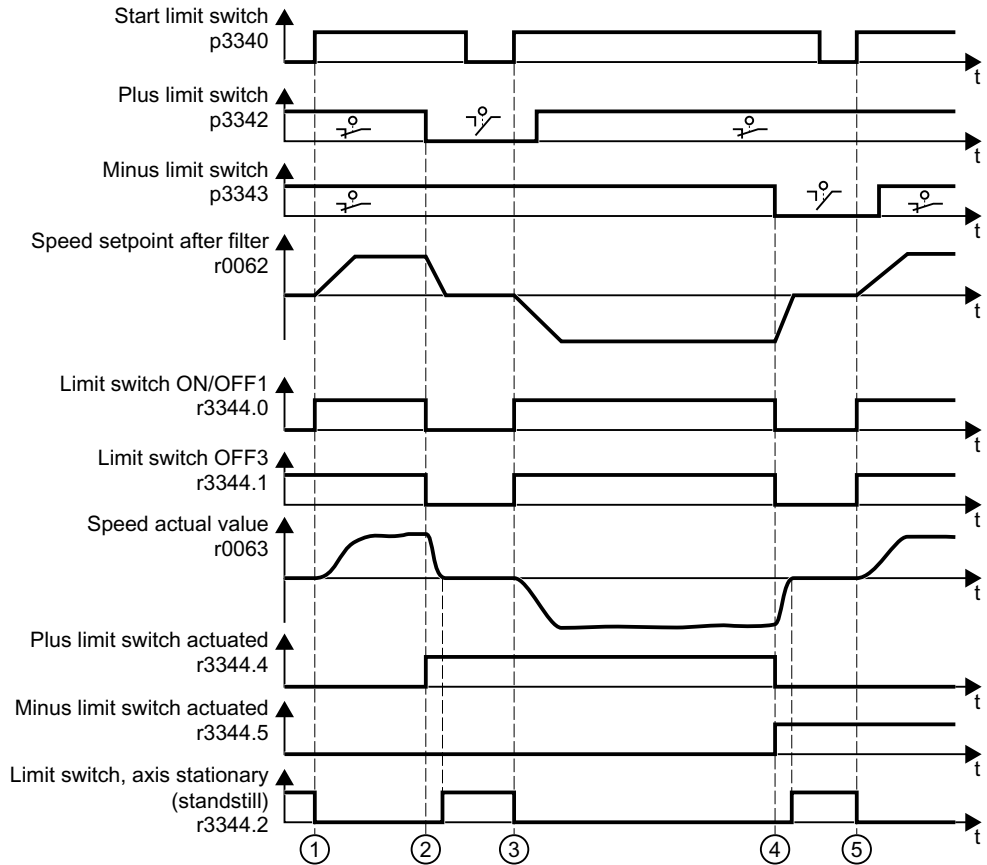 Start limit switch
p3340
t
Plus limit switch
p3342
t
Minus limit switch
p3343
t
Speed setpoint after filter
r0062
t
Limit switch ON/OFF1
r3344.0
t
Limit switch OFF3
r3344.1
t
Speed actual value
r0063
t
Plus limit switch actuated
r3344.4
t
Minus limit switch actuated
r3344.5
t
Limit switch, axis stationary
(standstill)
r3344.2
t
1 2 3 4 5